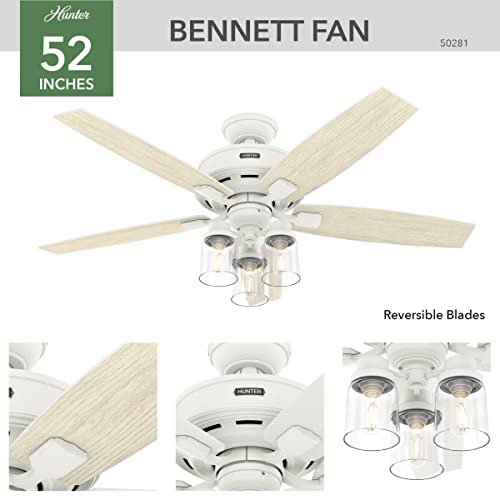 Hunter
52
INCHES
BENNETT FAN
50281
HUNTER
Reversible Blades
HUNTER